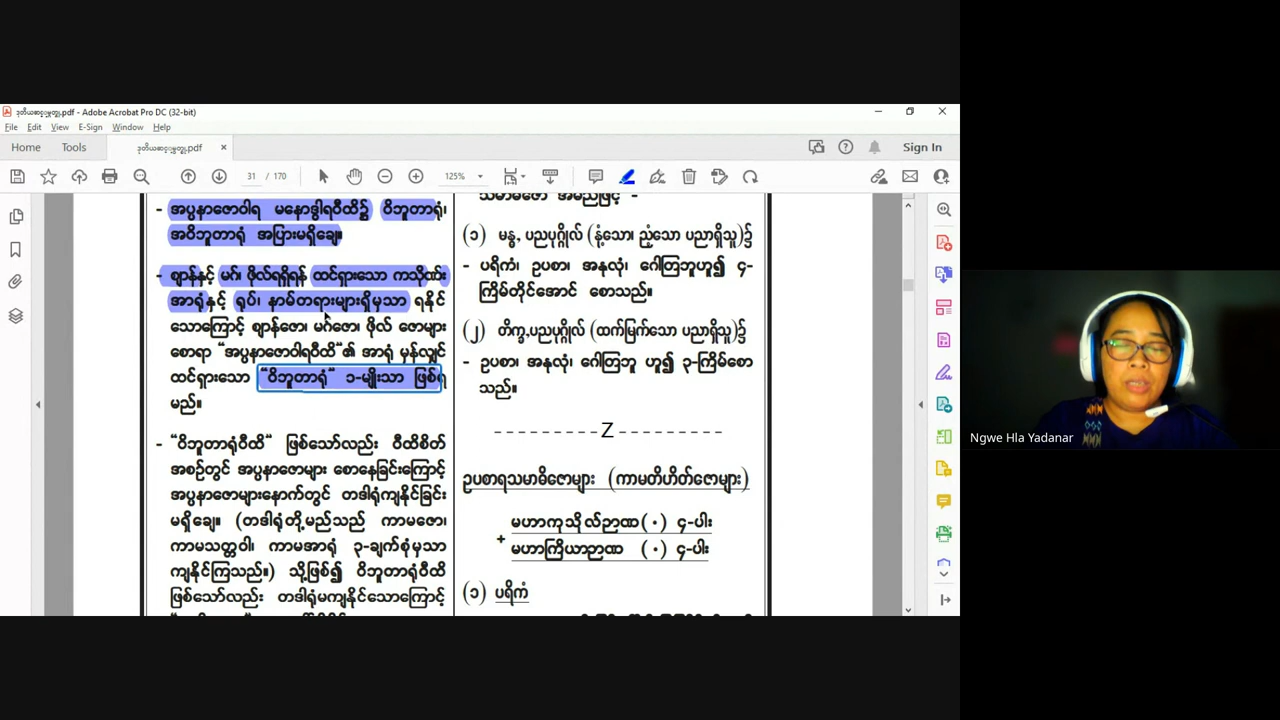 ဒုတိယဆင့်မှတ်စု.pdf - Adobe Acrobat Pro DC (32-bit)
File Edit View E-Sign Window Help
Home Tools
Sign In
31 / 170
125%
- အပ္ပနာဇောဝါရ မနောဒွါရဝီထိ၌ ဝိဘူတာရုံ၊
အဝိဘူတာရုံ အပြားမရှိချေ။
- ဈာန်နှင့် မဂ်၊ ဖိုလ်ရရှိရန် ထင်ရှားသော ကသိုဏ်း
အာရုံနှင့် ရုပ်၊ နာမ်တရားများရှိမှသာ ရနိုင်
သောကြောင့် ဈာန်ဇော၊ မဂ်ဇော၊ ဖိုလ် ဇောများ
စောရာ “အပ္ပနာဇောဝါရဝီထိ”၏ အာရုံ မှန်လျှင်
ထင်ရှားသော “ဝိဘူတာရုံ” ၁-မျိုးသာ ဖြစ်ရ
မည်။
- “ဝိဘူတာရုံဝီထိ” ဖြစ်သော်လည်း ဝီထိစိတ်
အစဉ်တွင် အပ္ပနာဇောများ စောနေခြင်းကြောင့်
အပ္ပနာဇောများနောက်တွင် တဒါရုံကျနိုင်ခြင်း
မရှိချေ။ (တဒါရုံတို့မည်သည် ကာမဇော၊
ကာမသတ္တဝါ၊ ကာမအာရုံ ၃-ချက်စုံမှသာ
ကျနိုင်ကြသည်။) သို့ဖြစ်၍ ဝိဘူတာရုံဝီထိ
ဖြစ်သော်လည်း တဒါရုံမကျနိုင်သောကြောင့်
သမာဓိဇော အမည်ဖြင့် -
(၁) မန္ဒ, ပညပုဂ္ဂိုလ် (နုံ့သော၊ ညံ့သော ပညာရှိသူ)၌
- ပရိကံ၊ ဥပစာ၊ အနုလုံ၊ ဂေါတြဘူဟူ၍ ၄-
ကြိမ်တိုင်အောင် စောသည်။
(၂) တိက္ခ,ပညပုဂ္ဂိုလ် (ထက်မြက်သော ပညာရှိသူ)၌
- ဥပစာ၊ အနုလုံ၊ ဂေါတြဘူ ဟူ၍ ၃-ကြိမ်စော
သည်။
---------Z---------
ဥပစာရသမာဓိဇောများ (ကာမတိဟိတ်ဇောများ)
မဟာကုသိုလ်ဉာဏ(•) ၄-ပါး
+ မဟာကြိယာဉာဏ (•) ၄-ပါး
(၁) ပရိကံ
Ngwe Hla Yadanar